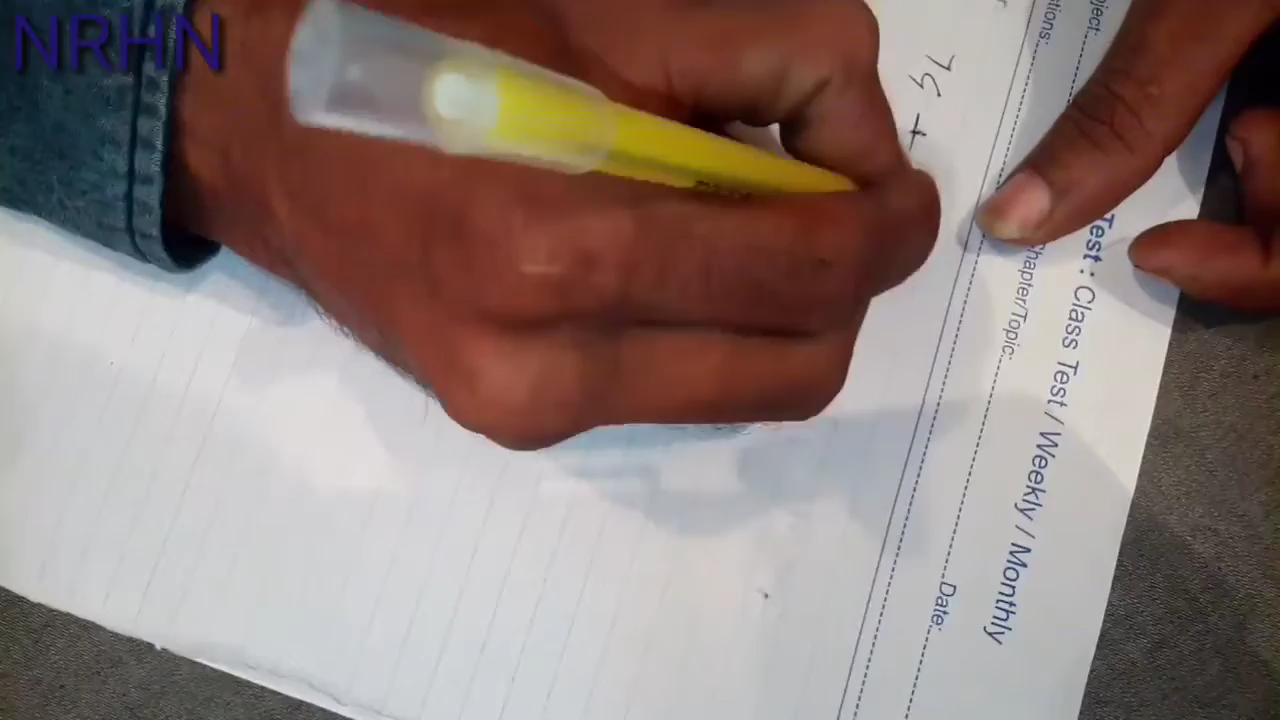 NRHN
Test : Class Test / Weekly / Monthly
Chapter/Topic: Date:
75 +